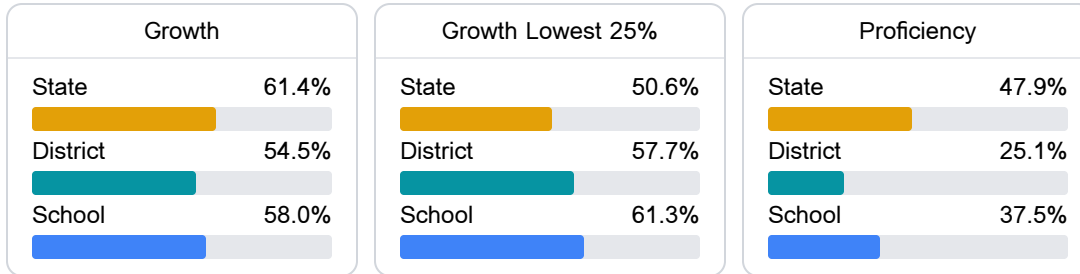 Growth
State 61.4%
District 54.5%
School 58.0%
Growth Lowest 25%
State 50.6%
District 57.7%
School 61.3%
Proficiency
State 47.9%
District 25.1%
School 37.5%